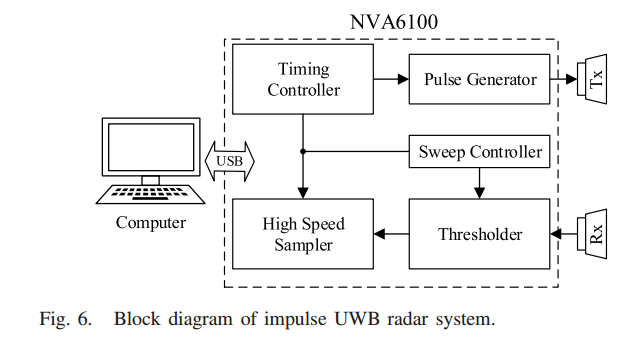 NVA6100
Timing
Controller
Pulse Generator
Tx
USB
Sweep Controller
Computer
High Speed
Sampler
Thresholder
Rx
Fig. 6. Block diagram of impulse UWB radar system.